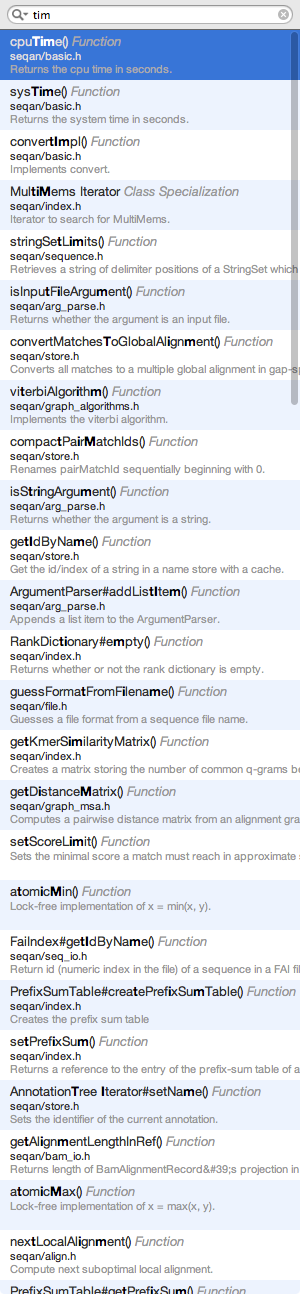 tim
cpuTime() Function
seqan/basic.h
Returns the cpu time in seconds.
sysTime() Function
seqan/basic.h
Returns the system time in seconds.
convertImpl() Function
seqan/basic.h
Implements convert.
MultiMems Iterator Class Specialization
seqan/index.h
Iterator to search for MultiMems.
stringSetLimits() Function
seqan/sequence.h
Retrieves a string of delimiter positions of a StringSet which
isInputFileArgument() Function
seqan/arg_parse.h
Returns whether the argument is an input file.
convertMatchesToGlobalAlignment() Function
seqan/store.h
Converts all matches to a multiple global alignment in gap-s
viterbiAlgorithm() Function
seqan/graph_algorithms.h
Implements the viterbi algorithm.
compactPairMatchIds() Function
seqan/store.h
Renames pairMatchId sequentially beginning with 0.
isStringArgument() Function
seqan/arg_parse.h
Returns whether the argument is a string.
getIdByName() Function
seqan/store.h
Get the id/index of a string in a name store with a cache.
ArgumentParser#addListItem() Function
seqan/arg_parse.h
Appends a list item to the ArgumentParser.
RankDictionary#empty() Function
seqan/index.h
Returns whether or not the rank dictionary is empty.
guessFormatFromFilename() Function
seqan/file.h
Guesses a file format from a sequence file name.
getKmerSimilarityMatrix() Function
seqan/index.h
Creates a matrix storing the number of common q-grams be
getDistanceMatrix() Function
seqan/graph_msa.h
Computes a pairwise distance matrix from an alignment gra
setScoreLimit() Function
Sets the minimal score a match must reach in approximate
atomicMin() Function
Lock-free implementation of x = min(x, y).
FaiIndex#getIdByName() Function
seqan/seq_io.h
Return id (numeric index in the file) of a sequence in a FAI fil
PrefixSumTable#createPrefixSumTable() Function
seqan/index.h
Creates the prefix sum table
setPrefixSum() Function
seqan/index.h
Returns a reference to the entry of the prefix-sum table of a
AnnotationTree Iterator#setName() Function
seqan/store.h
Sets the identifier of the current annotation.
getAlignmentLengthInRef() Function
seqan/bam_io.h
Returns length of BamAlignmentRecord&#39;s projection in
atomicMax() Function
Lock-free implementation of x = max(x, y).
nextLocalAlignment() Function
seqan/align.h
Compute next suboptimal local alignment.
PrefixSumTable#getPrefixSum() Function